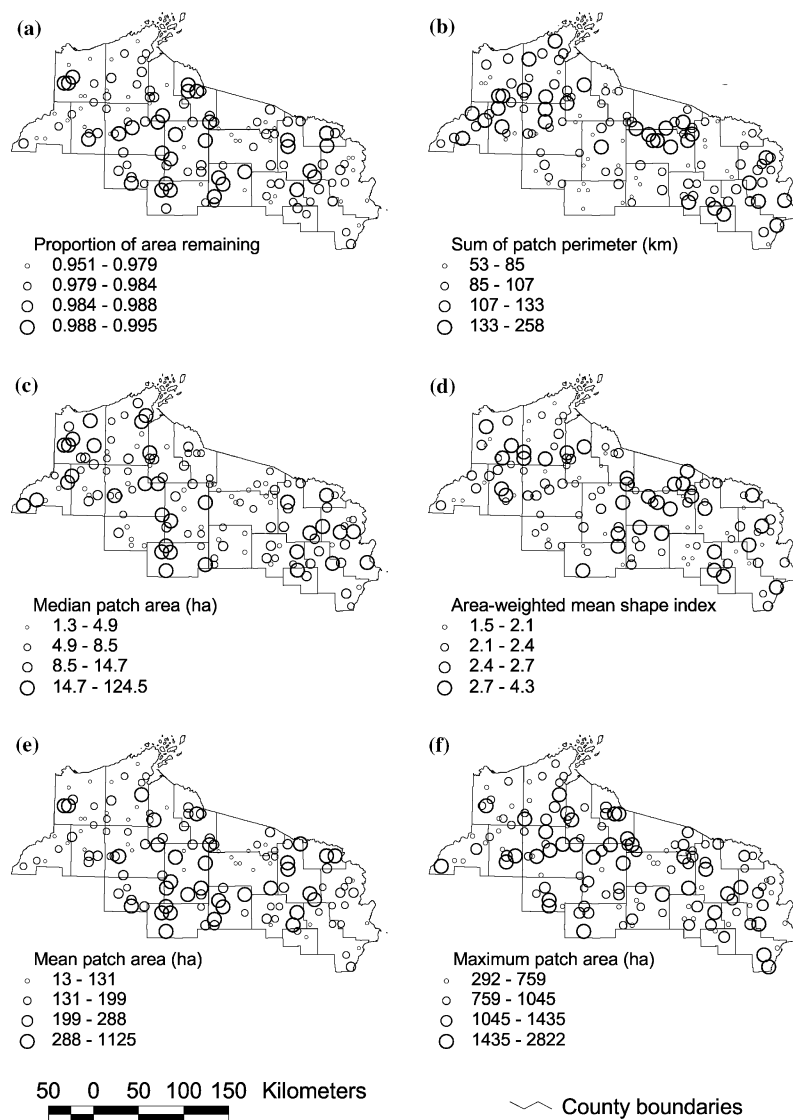 (a)
(b)
Proportion of area remaining
0.951 - 0.979
0.979 - 0.984
0.984 - 0.988
0.988 - 0.995
Sum of patch perimeter (km)
53 - 85
85 - 107
107 - 133
133 - 258
(c)
(d)
Median patch area (ha)
1.3 - 4.9
4.9 - 8.5
8.5 - 14.7
14.7 - 124.5
Area-weighted mean shape index
1.5 - 2.1
2.1 - 2.4
2.4 - 2.7
2.7 - 4.3
(e)
(f)
Mean patch area (ha)
13 - 131
131 - 199
199 - 288
288 - 1125
Maximum patch area (ha)
292 - 759
759 - 1045
1045 - 1435
1435 - 2822
50 0 50 100 150 Kilometers
County boundaries